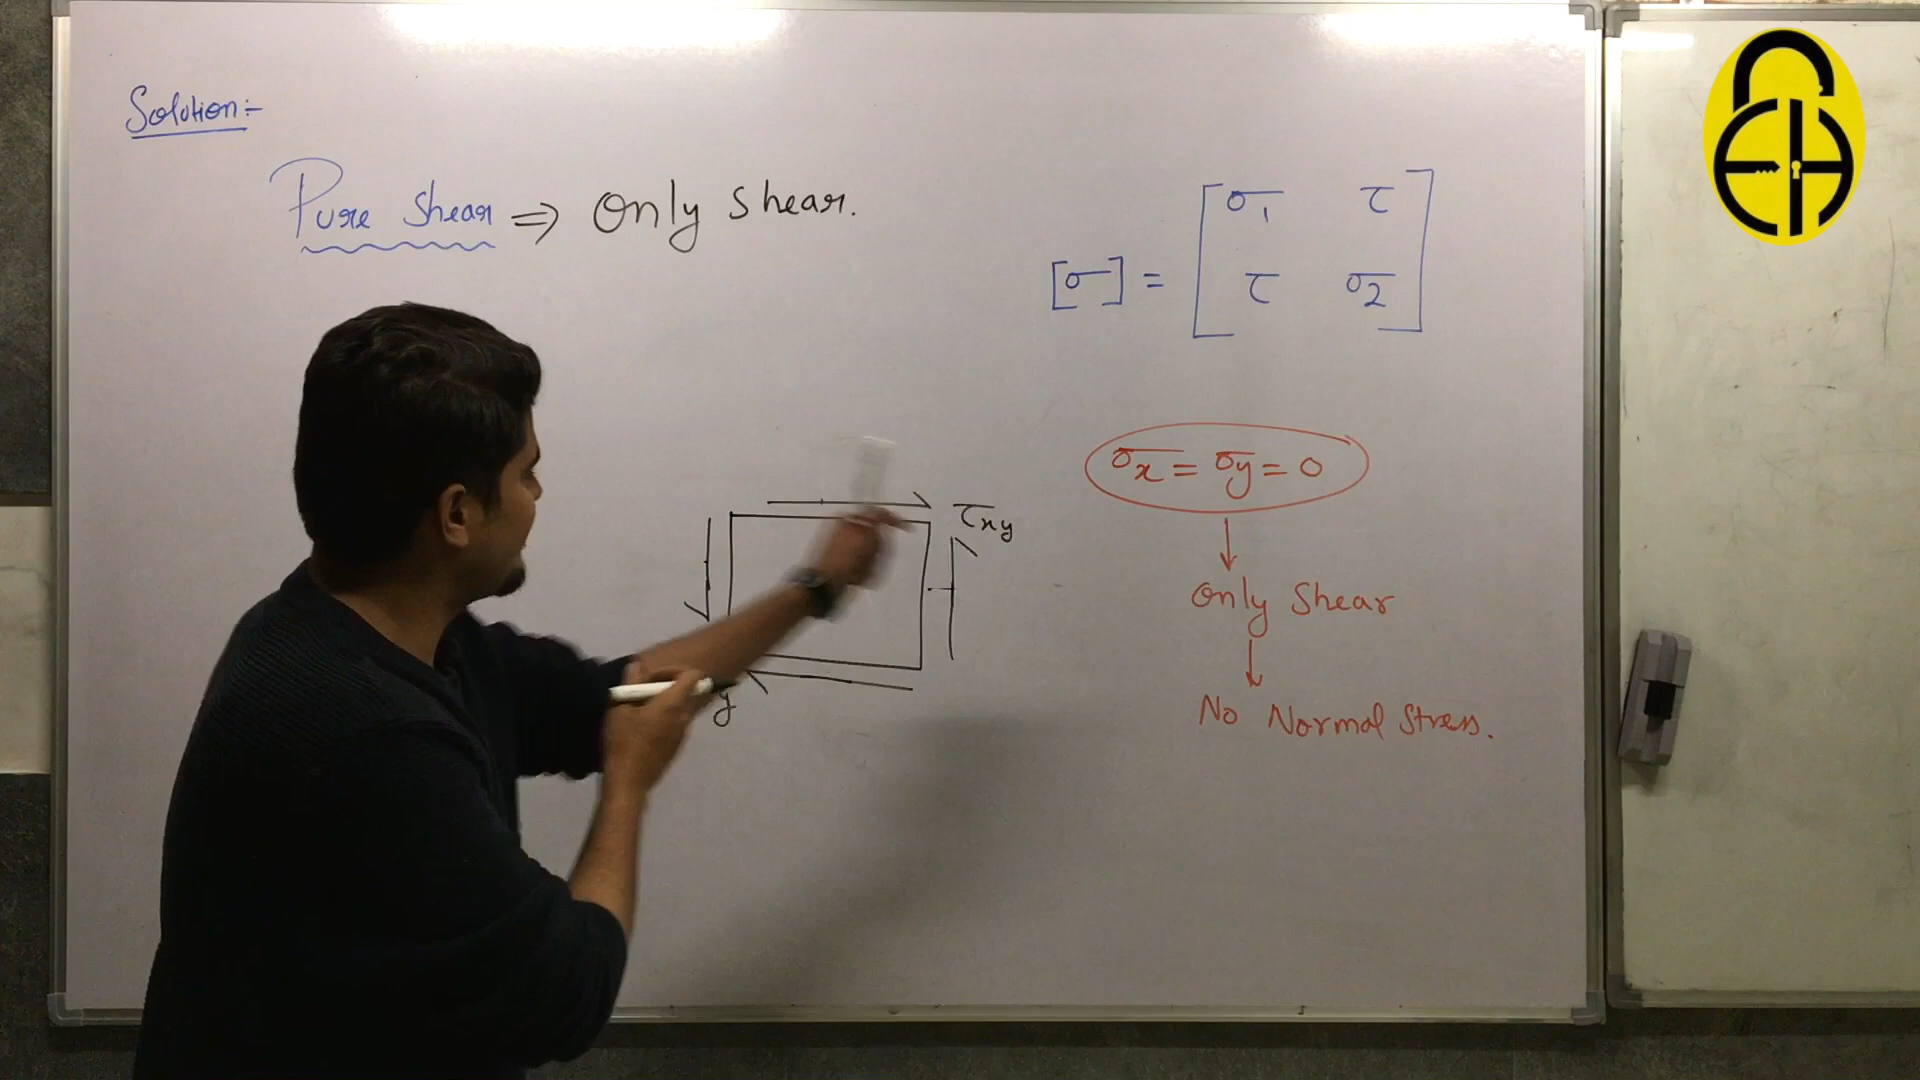 Solution:-
Pure Shear ⇒ Only Shear.
[σ] = [σ1 τ
τ σ2]
σx = σy = 0
τxy
Only Shear
y
No Normal Stress.